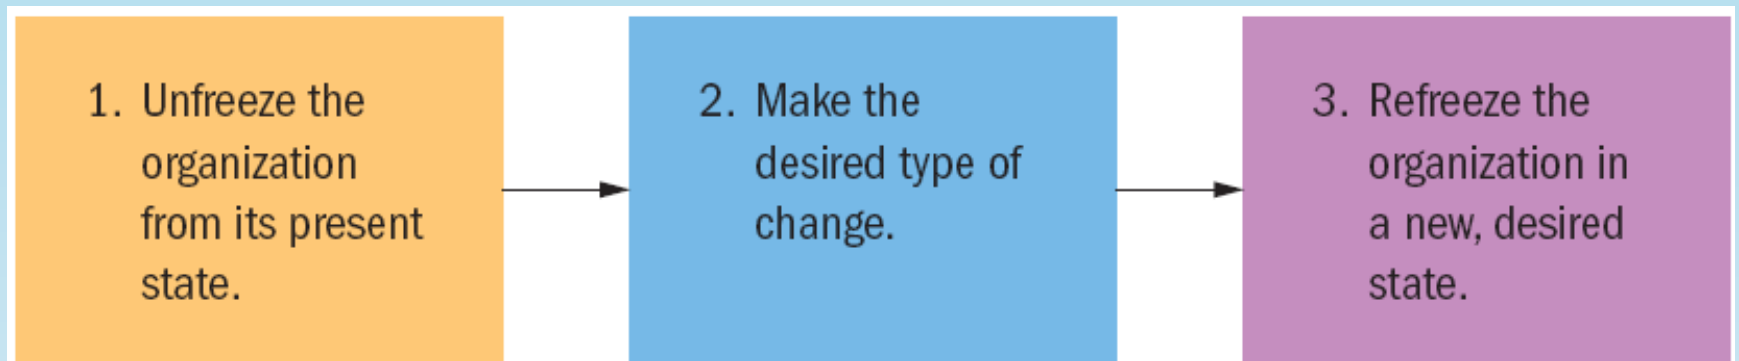 1. Unfreeze the
organization
from its present
state.
2. Make the
desired type of
change.
3. Refreeze the
organization in
a new, desired
state.